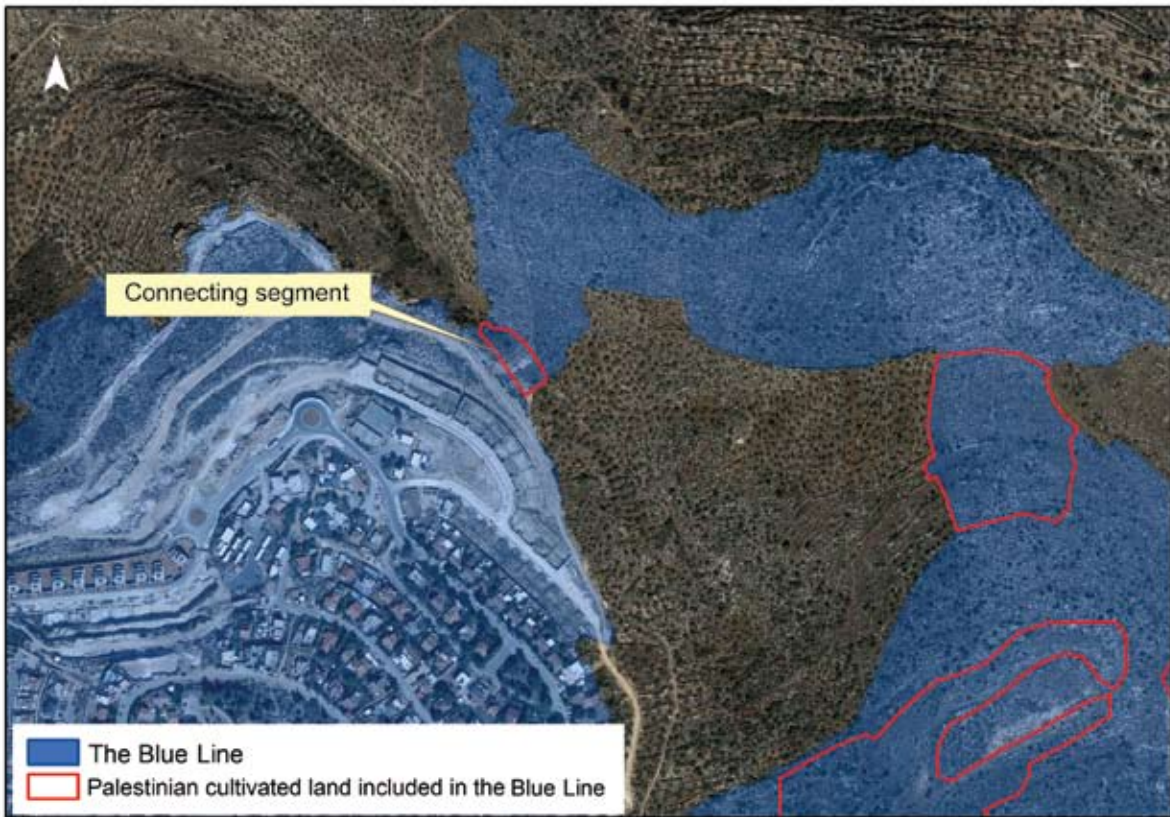 Connecting segment
The Blue Line
Palestinian cultivated land included in the Blue Line